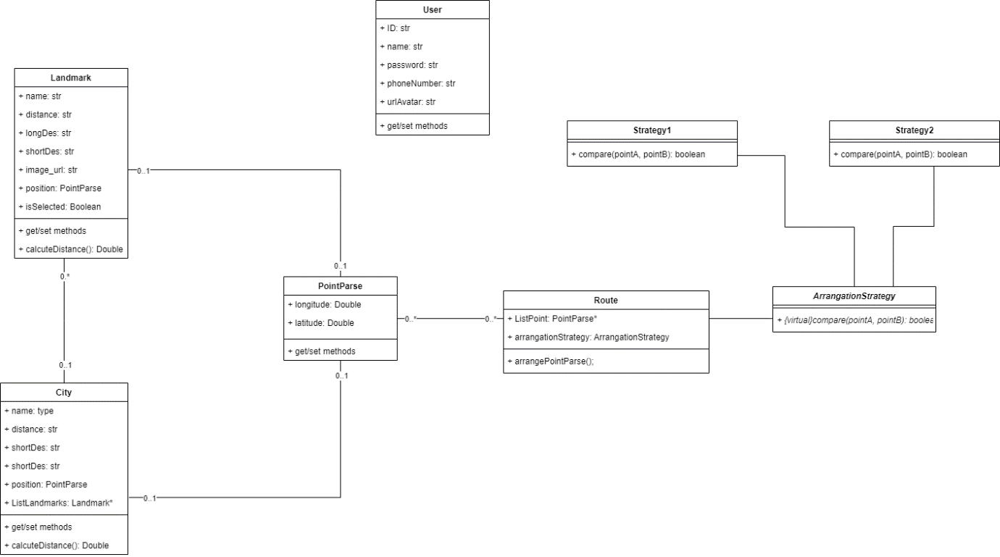 User
+ ID: str
+ name: str
+ password: str
+ phoneNumber: str
+ urlAvatar: str
+ get/set methods
Landmark
+ name: str
+ distance: str
+ longDes: str
+ shortDes: str
+ image_url: str
+ position: PointParse
+ isSelected: Boolean
+ get/set methods
+ calcuteDistance(): Double
0..1
0..1
0.*
0..1
Strategy1
+ compare(pointA, pointB): boolean
Strategy2
+ compare(pointA, pointB): boolean
PointParse
+ longitude: Double
+ latitude: Double
+ get/set methods
0..*
0..*
0..1
0..1
Route
+ ListPoint: PointParse*
+ arrangationStrategy: ArrangationStrategy
+ arrangePointParse();
ArrangationStrategy
+ {virtual}compare(pointA, pointB): boolea
City
+ name: type
+ distance: str
+ shortDes: str
+ shortDes: str
+ position: PointParse
+ ListLandmarks: Landmark*
+ get/set methods
+ calcuteDistance(): Double